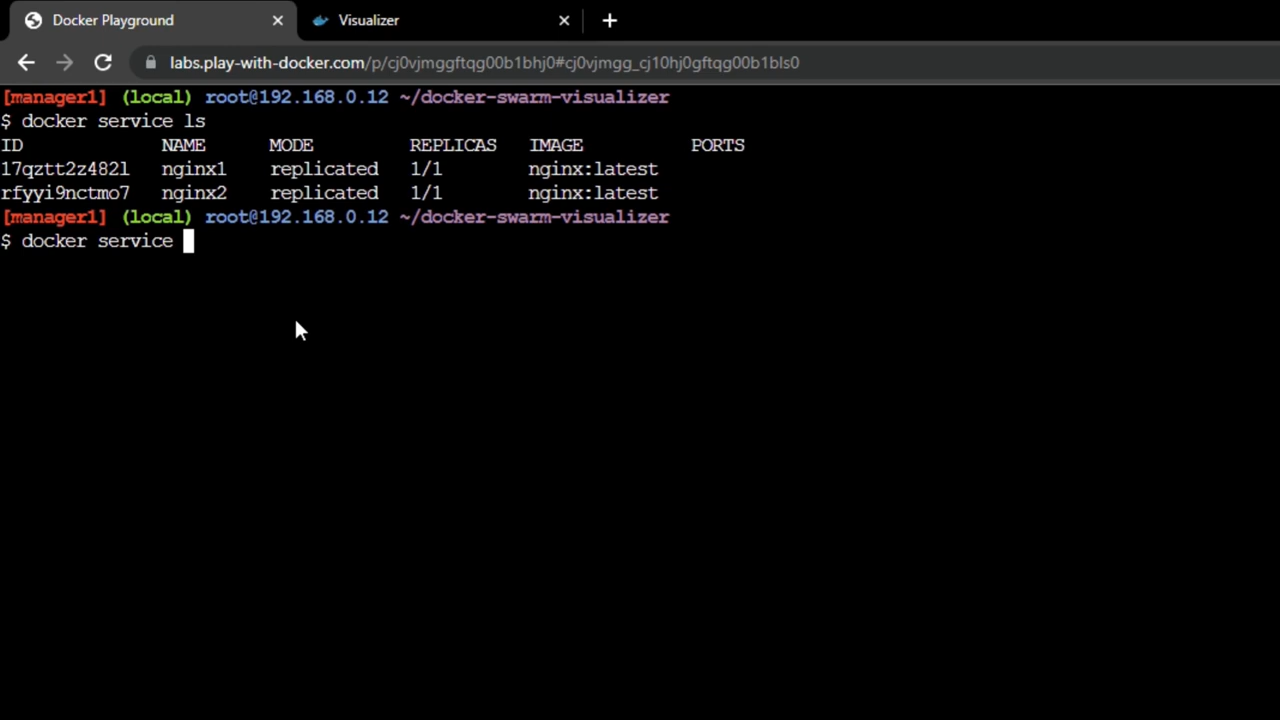 Docker Playground
Visualizer
labs.play-with-docker.com/p/cj0vjmggftqg00b1bhj0#cj0vjmgg_cj10hj0gftqg00b1bls0
[manager1] (local) root@192.168.0.12 ~/docker-swarm-visualizer
$ docker service ls
ID NAME MODE REPLICAS IMAGE PORTS
17qztt2z482l nginx1 replicated 1/1 nginx:latest
rfyyi9nctmo7 nginx2 replicated 1/1 nginx:latest
[manager1] (local) root@192.168.0.12 ~/docker-swarm-visualizer
$ docker service